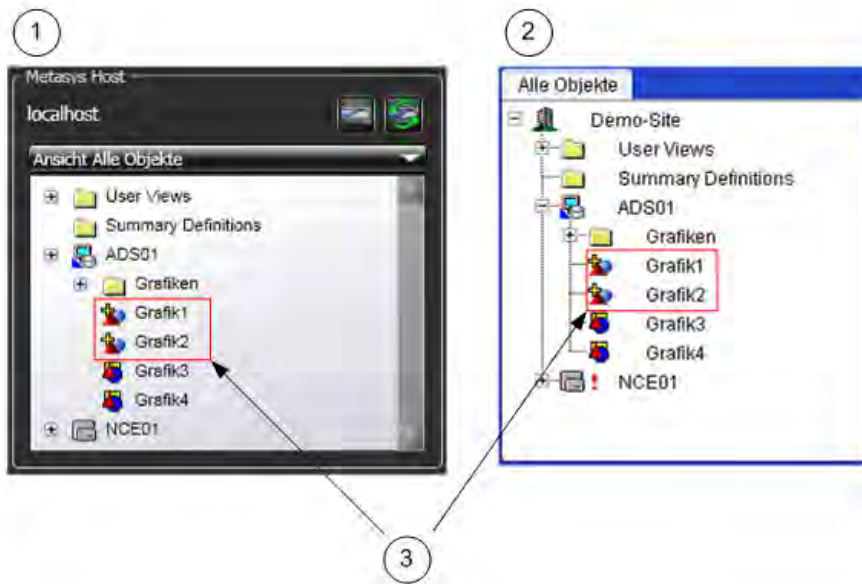 1
Metasys Host
localhost
Ansicht Alle Objekte
User Views
Summary Definitions
ADS01
Grafiken
Grafik1
Grafik2
Grafik3
Grafik4
NCE01
2
Alle Objekte
Demo-Site
User Views
Summary Definitions
ADS01
Grafiken
Grafik1
Grafik2
Grafik3
Grafik4
! NCE01
3